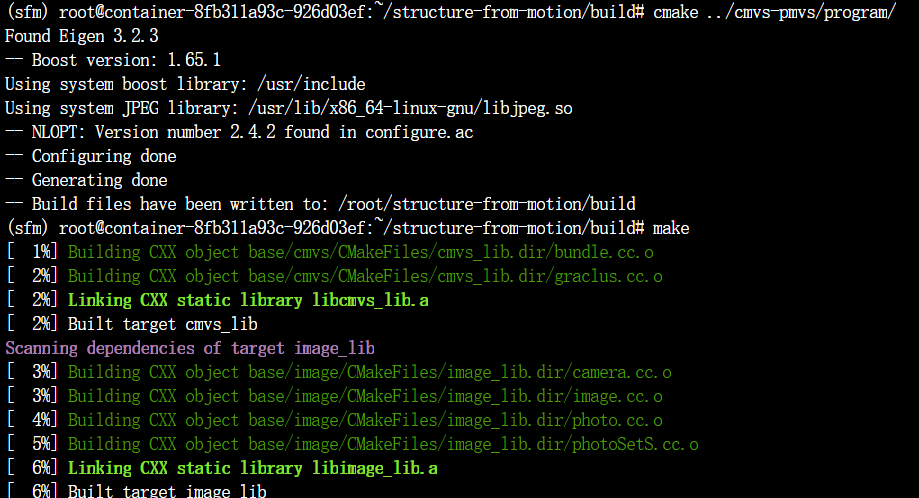 (sfm) root@container-8fb311a93c-926d03ef:~/structure-from-motion/build# cmake ../cmvs-pmvs/program/
Found Eigen 3.2.3
-- Boost version: 1.65.1
Using system boost library: /usr/include
Using system JPEG library: /usr/lib/x86_64-linux-gnu/libjpeg.so
-- NLOPT: Version number 2.4.2 found in configure.ac
-- Configuring done
-- Generating done
-- Build files have been written to: /root/structure-from-motion/build
(sfm) root@container-8fb311a93c-926d03ef:~/structure-from-motion/build# make
[  1%] Building CXX object base/cmvs/CMakeFiles/cmvs_lib.dir/bundle.cc.o
[  2%] Building CXX object base/cmvs/CMakeFiles/cmvs_lib.dir/graclus.cc.o
[  2%] Linking CXX static library libcmvs_lib.a
[  2%] Built target cmvs_lib
Scanning dependencies of target image_lib
[  3%] Building CXX object base/image/CMakeFiles/image_lib.dir/camera.cc.o
[  3%] Building CXX object base/image/CMakeFiles/image_lib.dir/image.cc.o
[  4%] Building CXX object base/image/CMakeFiles/image_lib.dir/photo.cc.o
[  5%] Building CXX object base/image/CMakeFiles/image_lib.dir/photoSetS.cc.o
[  6%] Linking CXX static library libimage_lib.a
[  6%] Built target image_lib